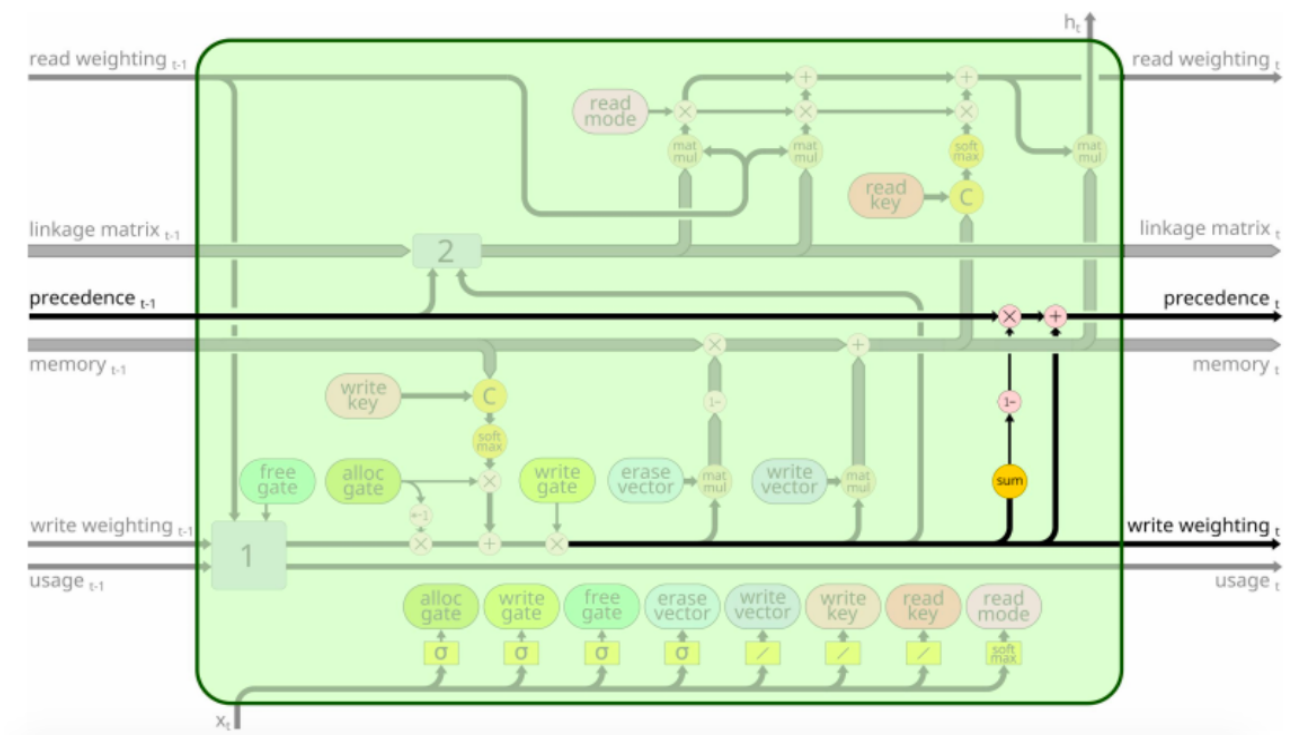 h t
read weighting t-1
read weighting t
+
+
read
mode
×
×
×
mat
mul
mat
mul
soft
max
mat
mul
read
key
C
linkage matrix t-1
linkage matrix t
2
precedence t-1
precedence t
×
+
memory t-1
×
+
memory t
write
key
C
1-
1-
soft
max
free
gate
alloc
gate
×
write
gate
erase
vector
mat
mul
write
vector
mat
mul
sum
write weighting t-1
×
+
×
write weighting t
1
usage t-1
usage t
alloc
gate
write
gate
free
gate
erase
vector
write
vector
write
key
read
key
read
mode
σ
σ
σ
σ
/
/
/
soft
max
x t